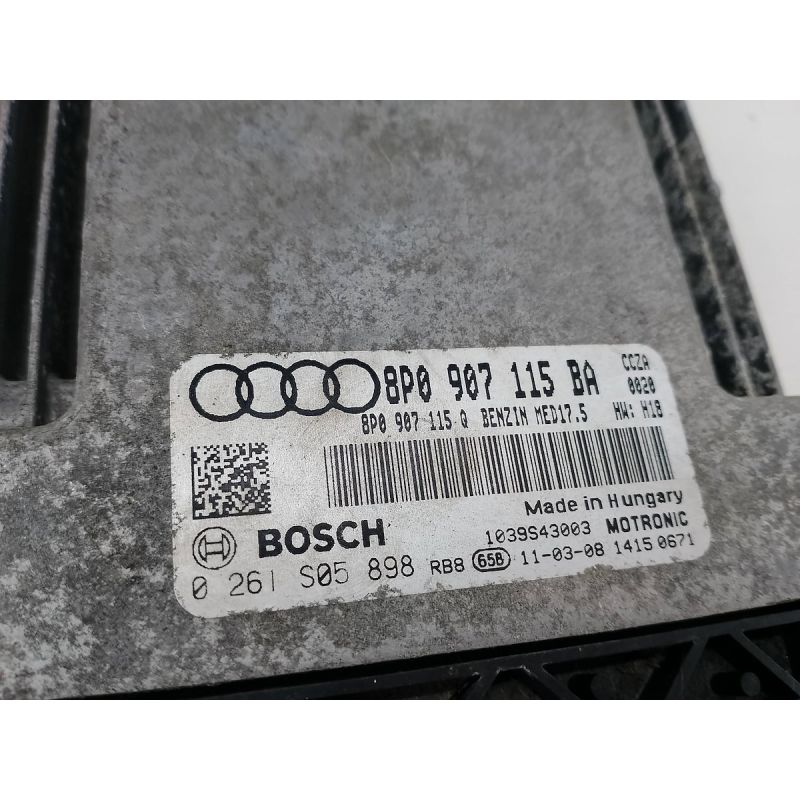 8P0 907 115 BA CCZA
0020
8P0 907 115 Q BENZIN MED17.5 HW: H18
Made in Hungary
BOSCH 1039S43003 MOTRONIC
0 261 S05 898 RB8 658 11-03-08 1415 0671